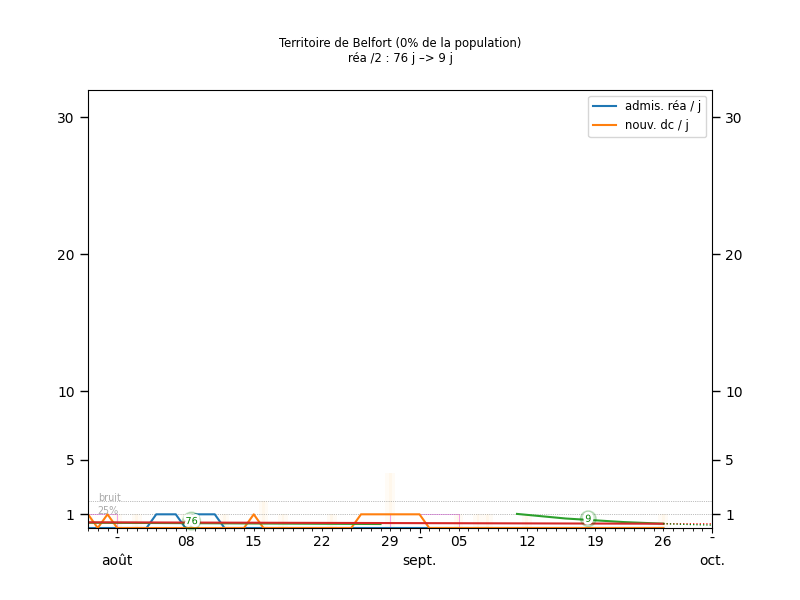 Territoire de Belfort (0% de la population)
réa /2 : 76 j –> 9 j
admis. réa / j
nouv. dc / j
30
30
20
20
10
10
5
5
bruit
25%
1
1
76
9
08
15
22
29
05
12
19
26
août
sept.
oct.